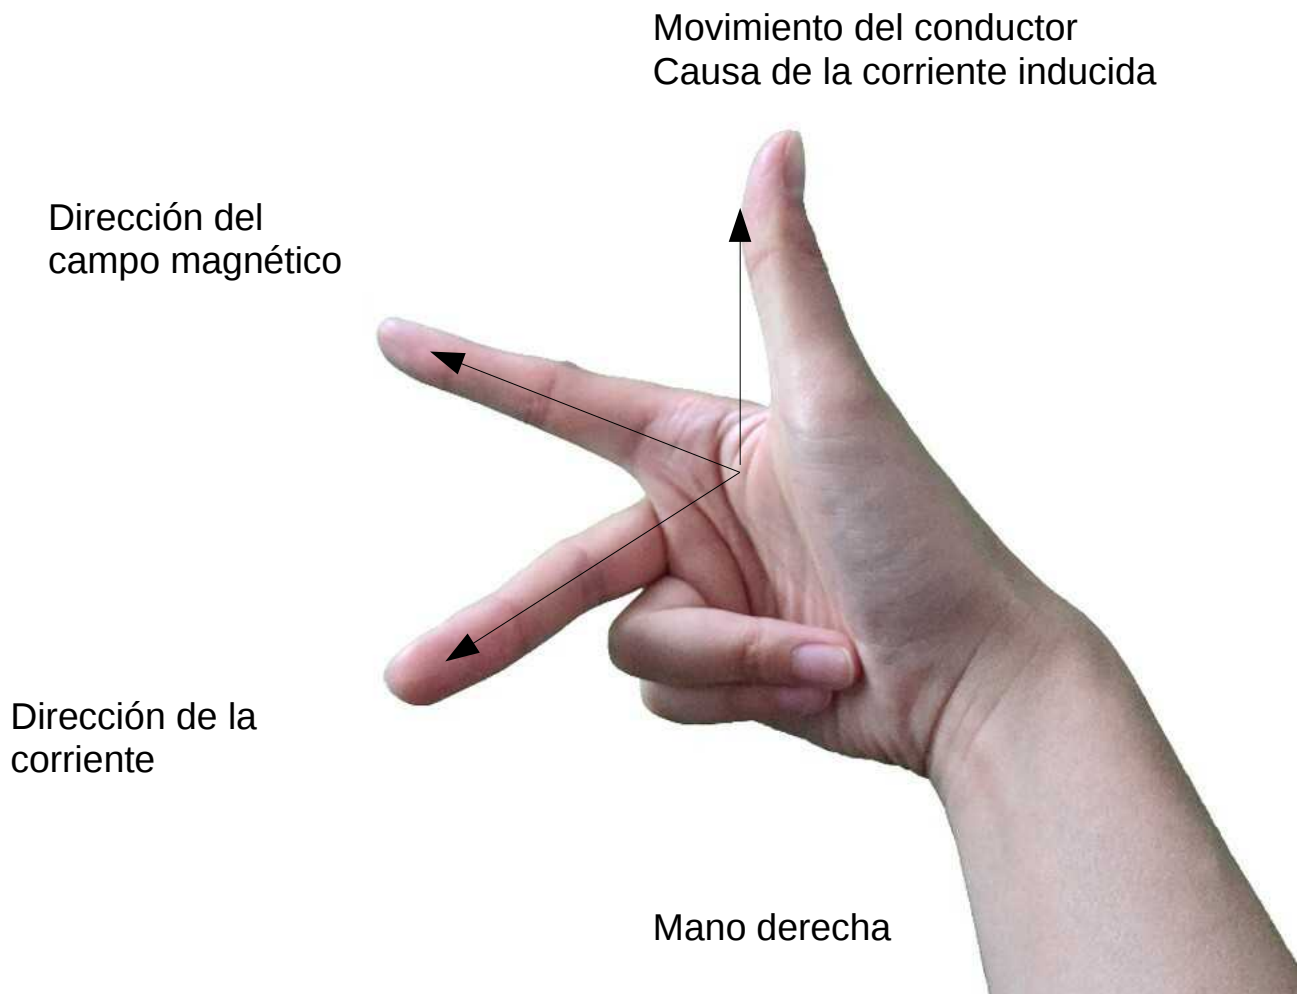 Movimiento del conductor
Causa de la corriente inducida
Dirección del
campo magnético
Dirección de la
corriente
Mano derecha